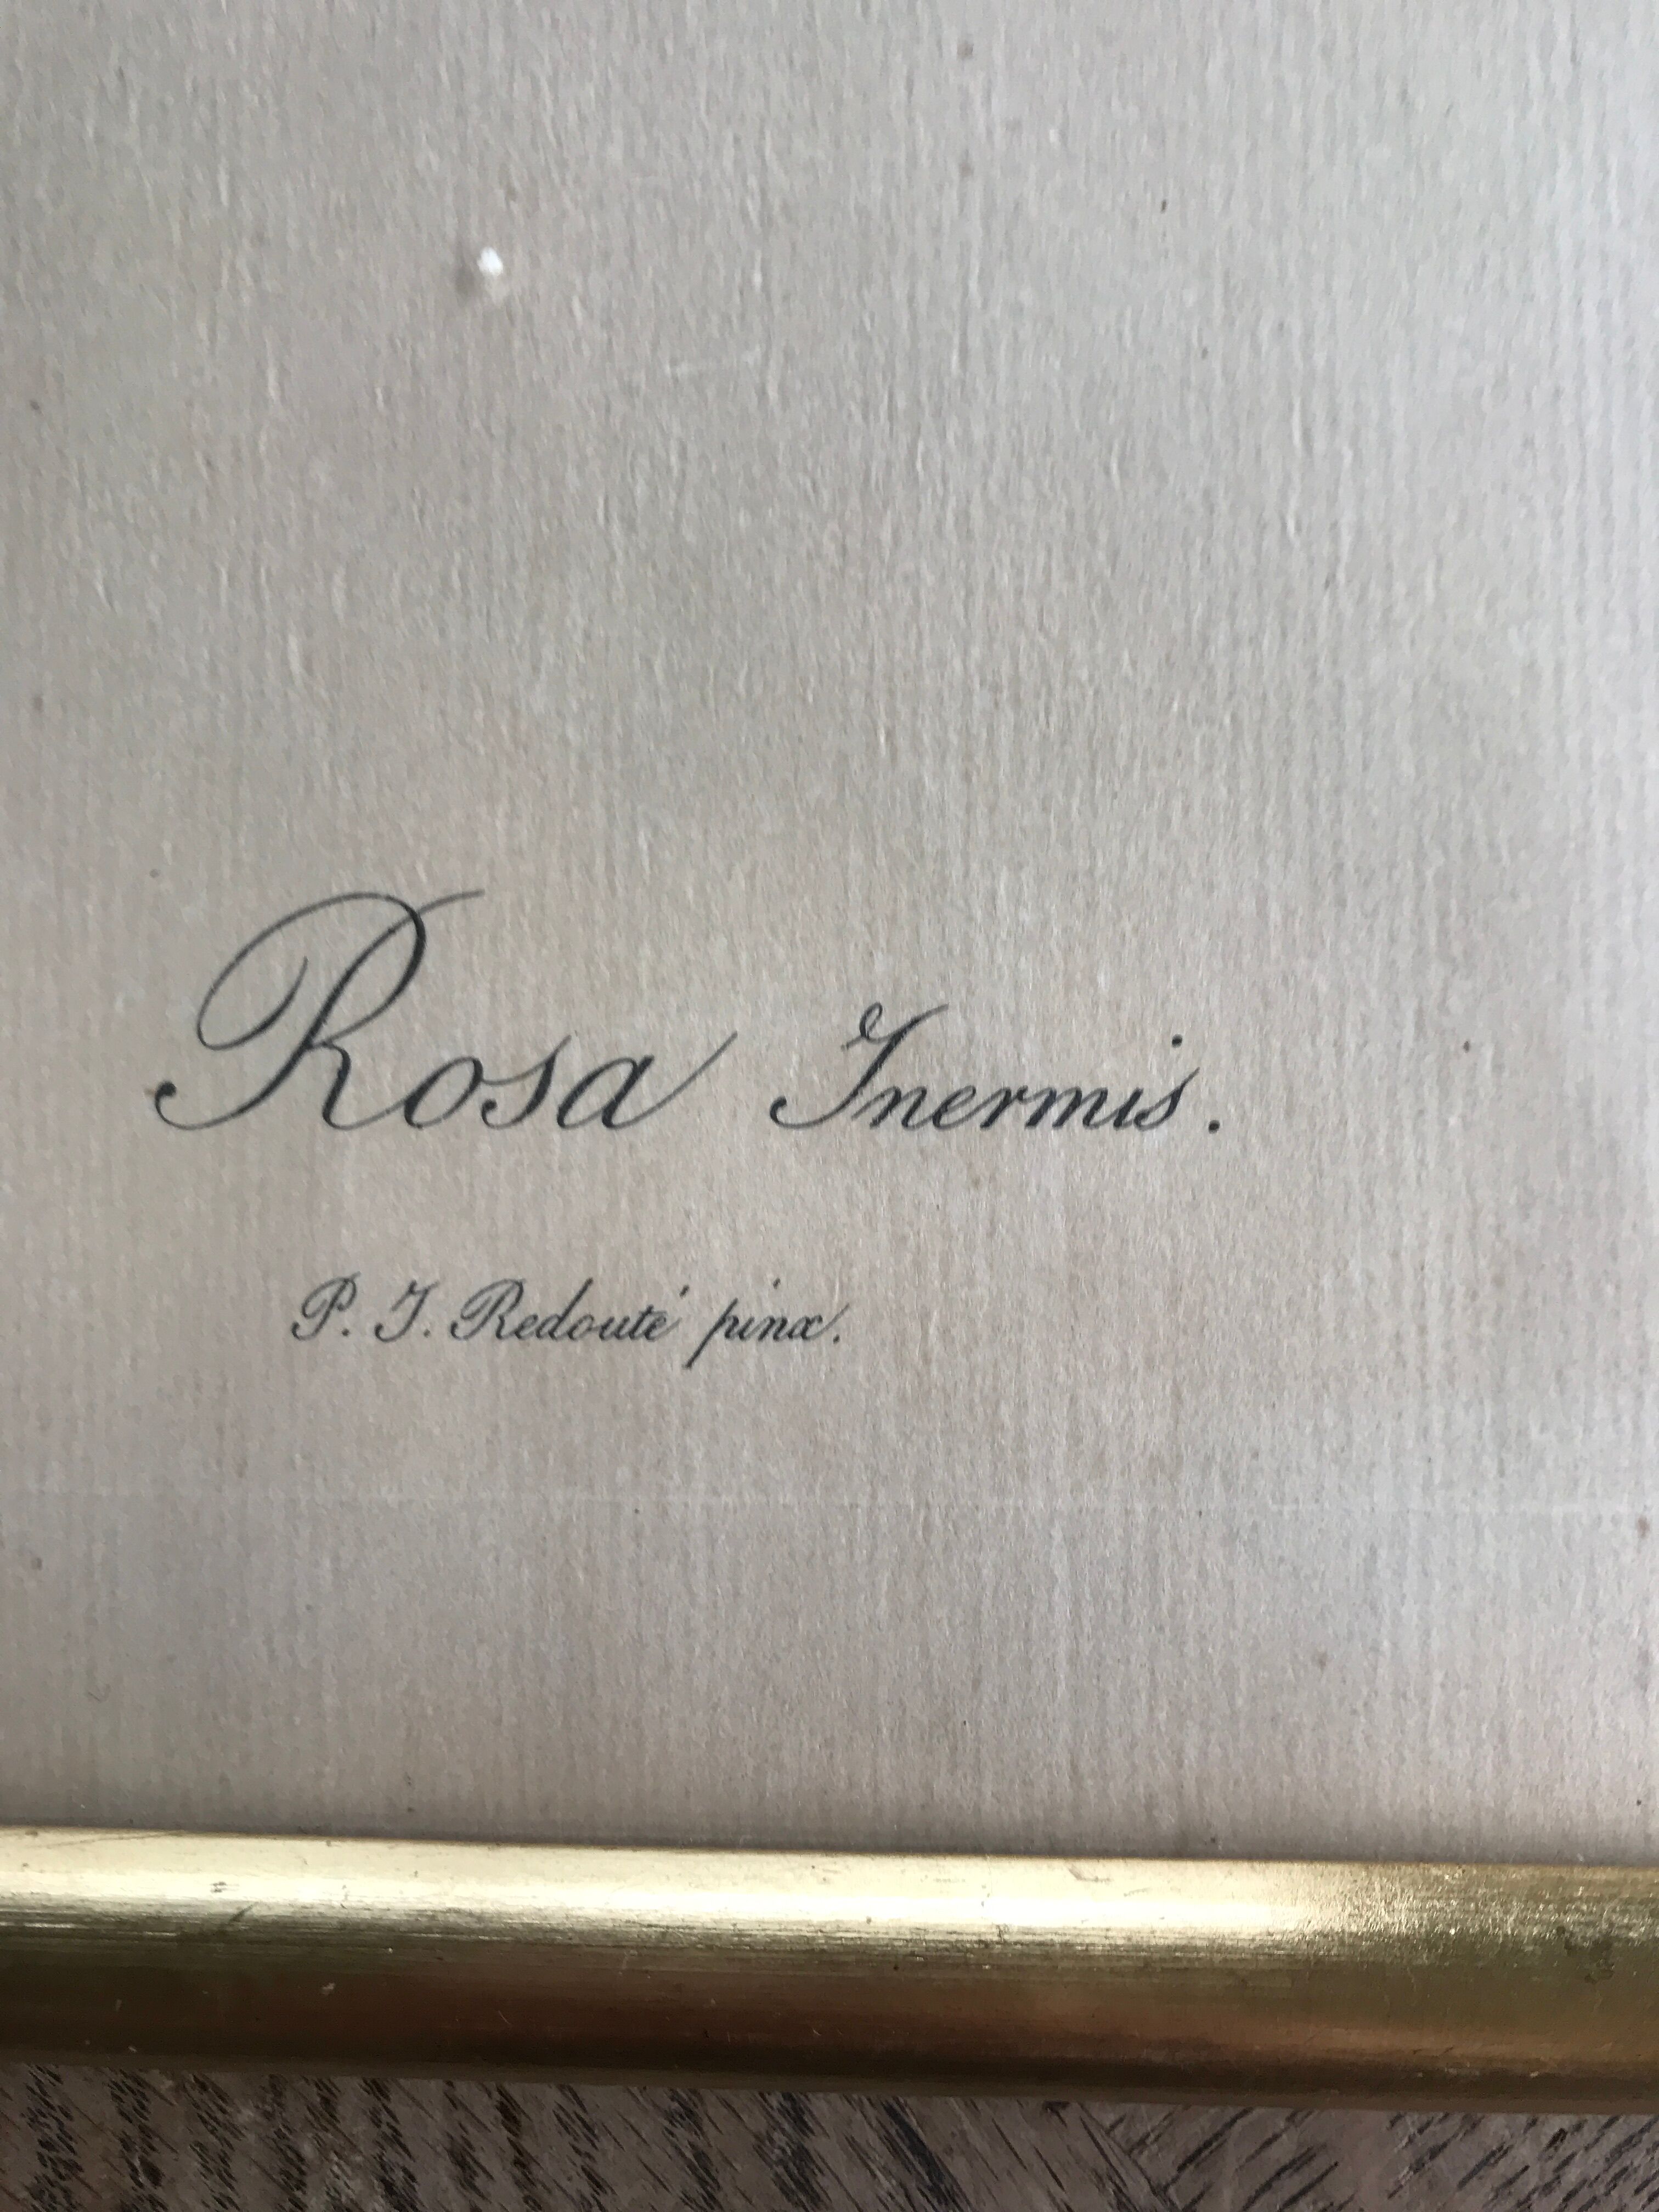 Rosa Inermis.
P. J. Redouté pinx.